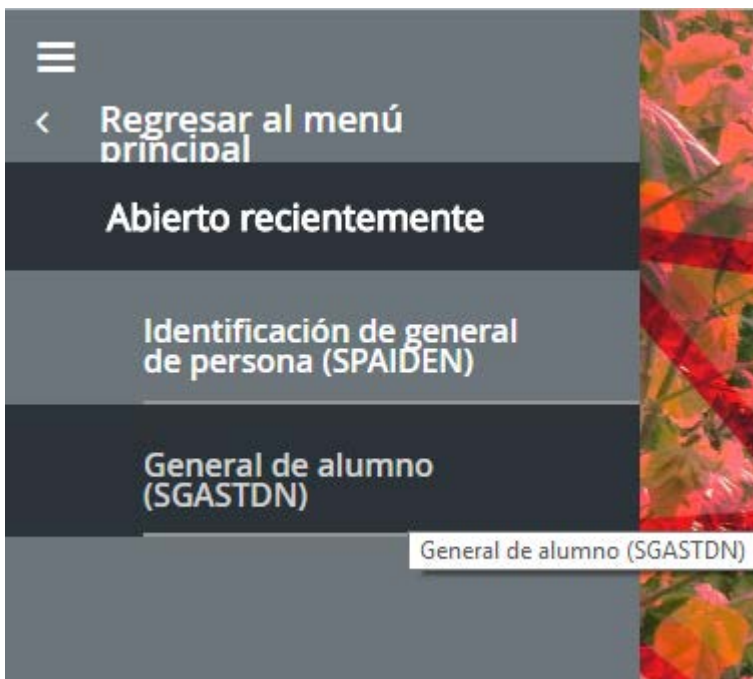 Regresar al menú
principal
Abierto recientemente
Identificación de general
de persona (SPAIDEN)
General de alumno
(SGASTDN)
General de alumno (SGASTDN)